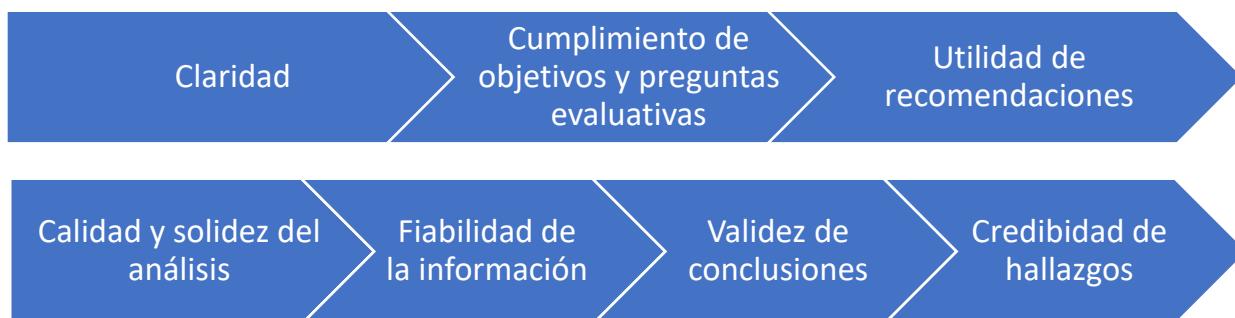 Claridad
Cumplimiento de
objetivos y preguntas
evaluativas
Utilidad de
recomendaciones
Calidad y solidez del
análisis
Fiabilidad de
la información
Validez de
conclusiones
Credibidad de
hallazgos